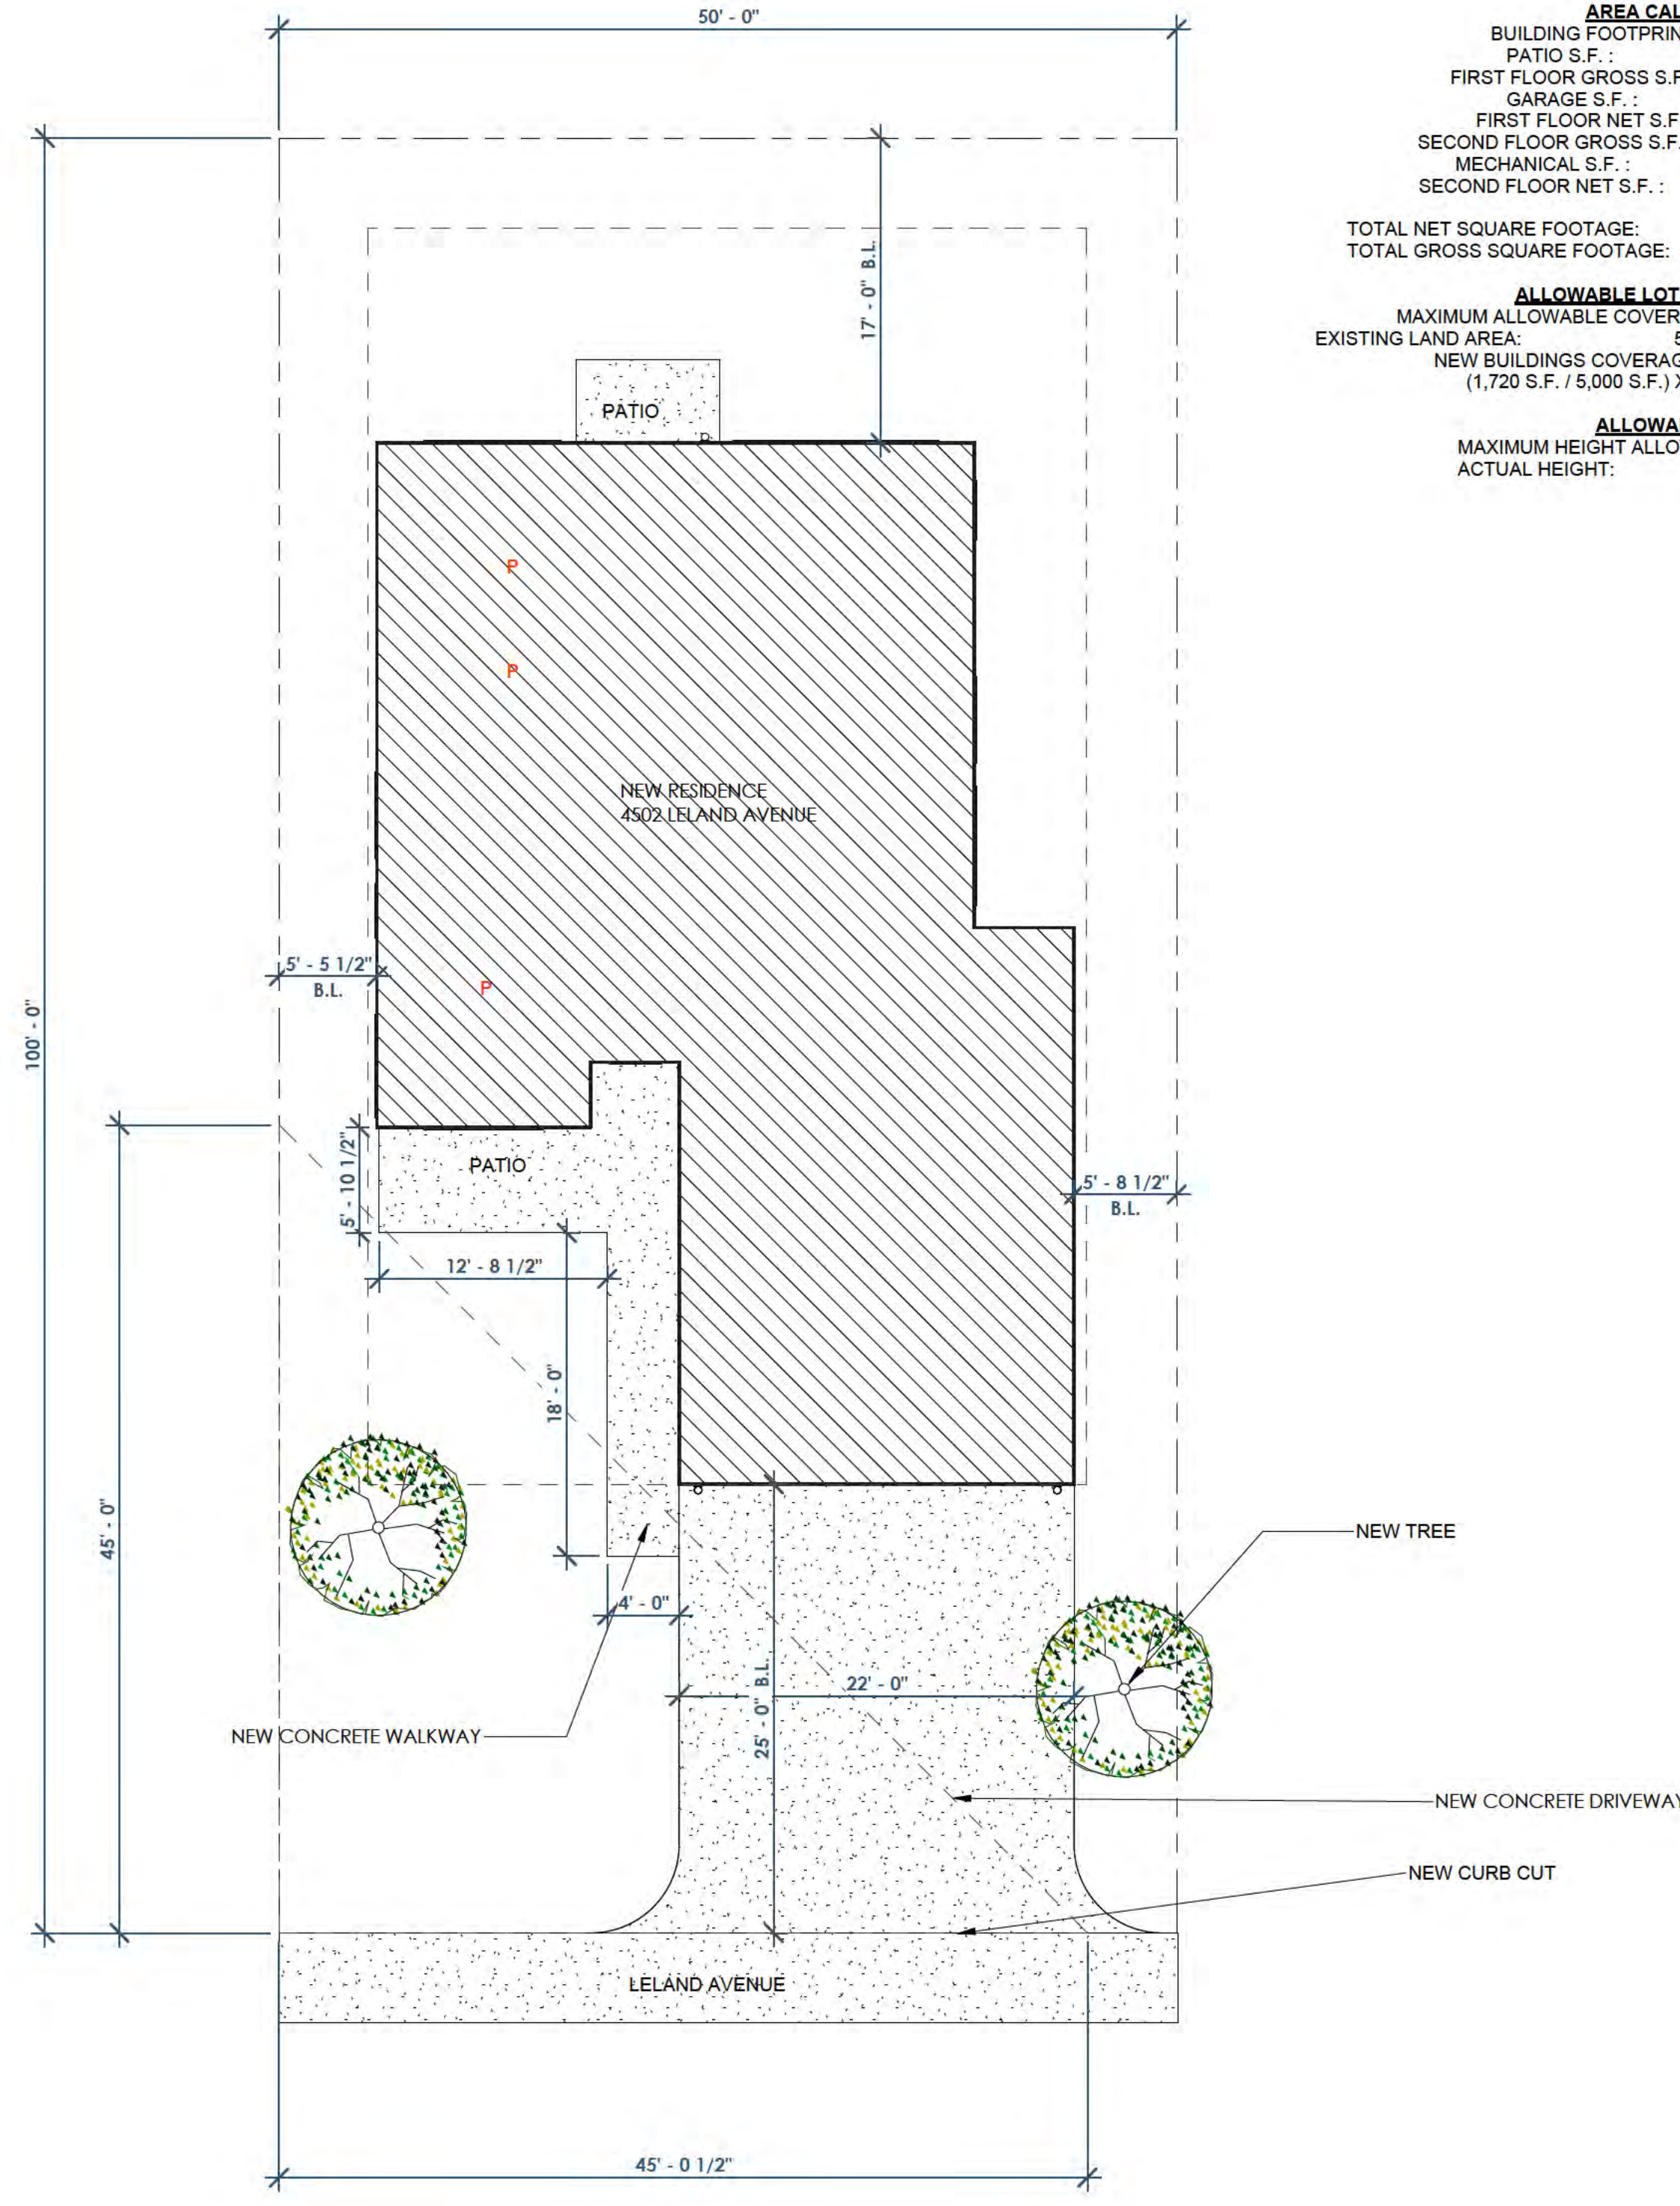 50' - 0"
AREA CAL
BUILDING FOOTPRIN
PATIO S.F. :
FIRST FLOOR GROSS S.F
GARAGE S.F. :
FIRST FLOOR NET S.F
SECOND FLOOR GROSS S.F.
MECHANICAL S.F. :
SECOND FLOOR NET S.F. :
TOTAL NET SQUARE FOOTAGE:
TOTAL GROSS SQUARE FOOTAGE:
ALLOWABLE LOT
MAXIMUM ALLOWABLE COVER
EXISTING LAND AREA: 5
NEW BUILDINGS COVERAG
(1,720 S.F. / 5,000 S.F.) X
ALLOWA
MAXIMUM HEIGHT ALLO
ACTUAL HEIGHT:
17' - 0" B.L.
PATIO
P
P
NEW RESIDENCE
4502 LELAND AVENUE
5' - 5 1/2"
B.L.
P
100' - 0"
5' - 10 1/2"
PATIO
5' - 8 1/2"
B.L.
12' - 8 1/2"
18' - 0"
45' - 0"
NEW TREE
4' - 0"
25' - 0" B.L.
22' - 0"
NEW CONCRETE WALKWAY
NEW CONCRETE DRIVEWAY
NEW CURB CUT
LELAND AVENUE
45' - 0 1/2"